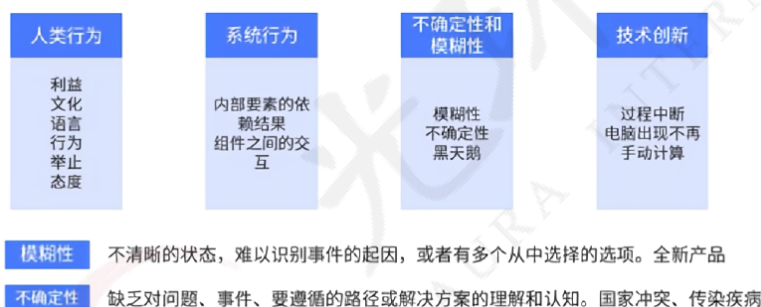 人类行为
利益
文化
语言
行为
举止
态度
系统行为
内部要素的依
赖结果
组件之间的交
互
不确定性和
模糊性
模糊性
不确定性
黑天鹅
技术创新
过程中断
电脑出现不再
手动计算
模糊性 不清晰的状态，难以识别事件的起因，或者有多个从中选择的选项。全新产品
不确定性 缺乏对问题、事件、要遵循的路径或解决方案的理解和认知。国家冲突、传染疾病